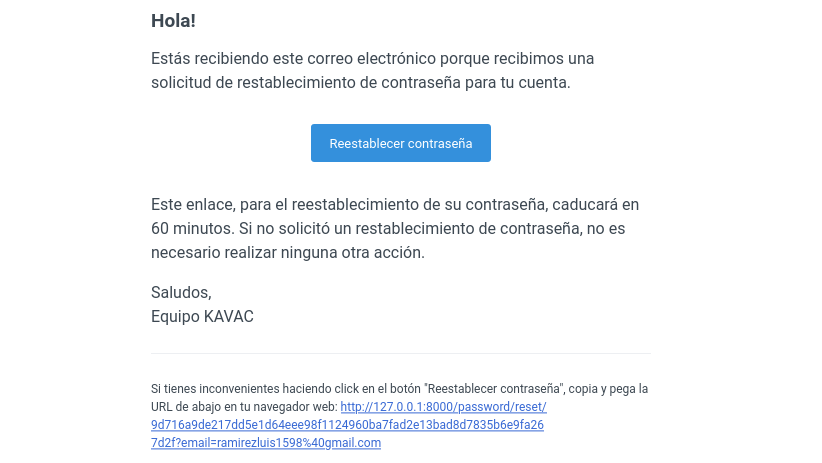 Hola!
Estás recibiendo este correo electrónico porque recibimos una
solicitud de restablecimiento de contraseña para tu cuenta.
Reestablecer contraseña
Este enlace, para el reestablecimiento de su contraseña, caducará en
60 minutos. Si no solicitó un restablecimiento de contraseña, no es
necesario realizar ninguna otra acción.
Saludos,
Equipo KAVAC
Si tienes inconvenientes haciendo click en el botón "Reestablecer contraseña", copia y pega la
URL de abajo en tu navegador web: http://127.0.0.1:8000/password/reset/
9d716a9de217dd5e1d64eee98f1124960ba7fad2e13bad8d7835b6e9fa26
7d2f?email=ramirezluis1598%40gmail.com